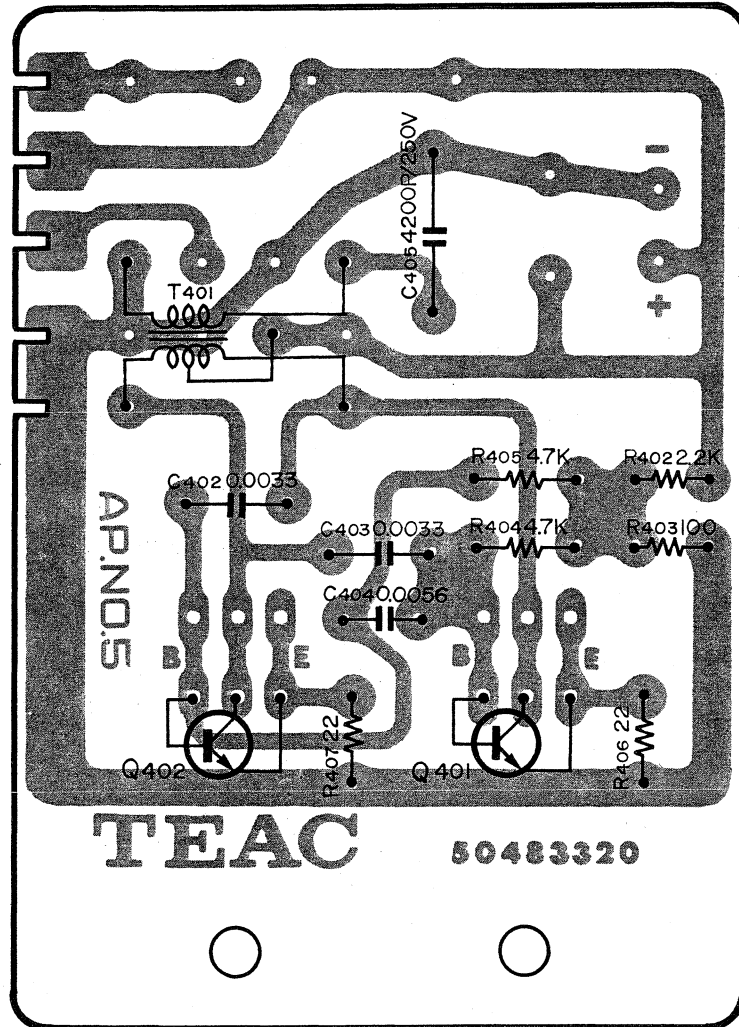 C405 4200P/250V
−
+
T401
R405 4.7K
R402 2.2K
C402 0.0033
R404 4.7K
R403 100
C403 0.0033
C404 0.0056
AP.NO.5
B E
B E
Q402
R407 22
Q401
R406 22
TEAC
50483320